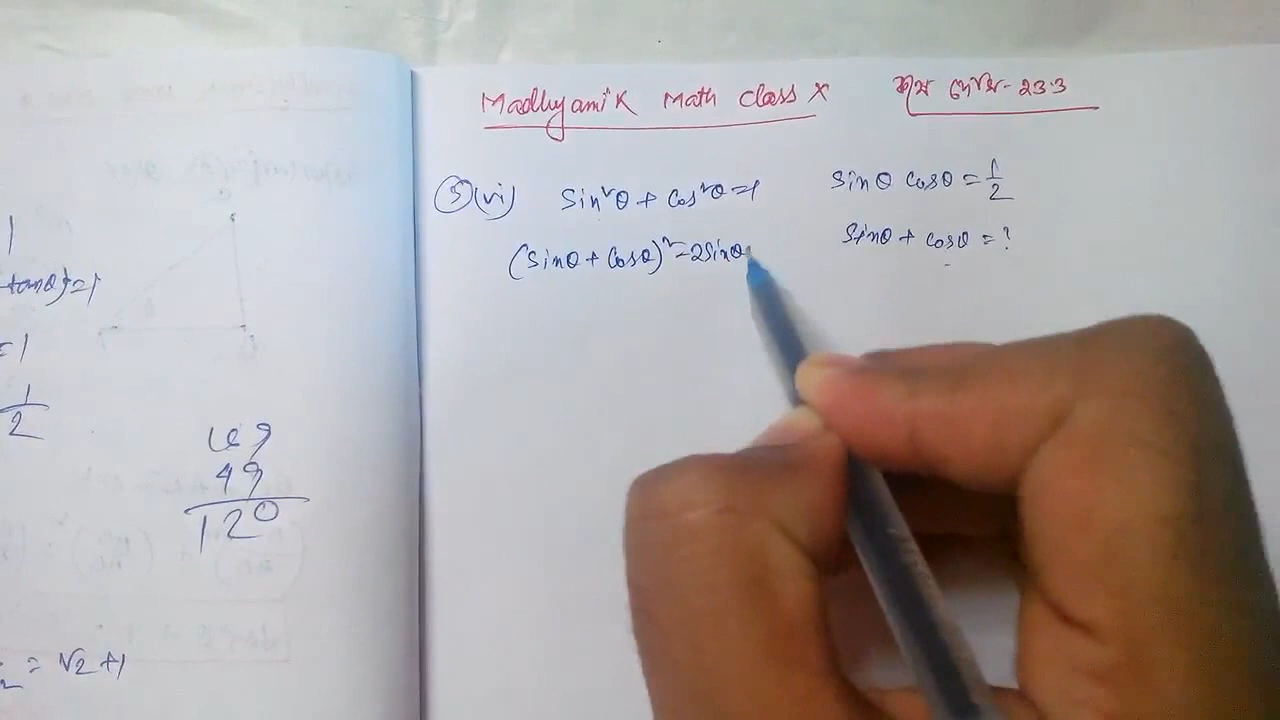 Madhyamik Math Class X
কষে দেখি - 23.3
5 (vi) Sin²θ + Cos²θ = 1
Sinθ Cosθ = 1/2
(Sinθ + Cosθ)² - 2Sinθ
Sinθ + Cosθ = ?
1
tanθ) = 1
= 1
1/2
169
49
120
= √2 + 1